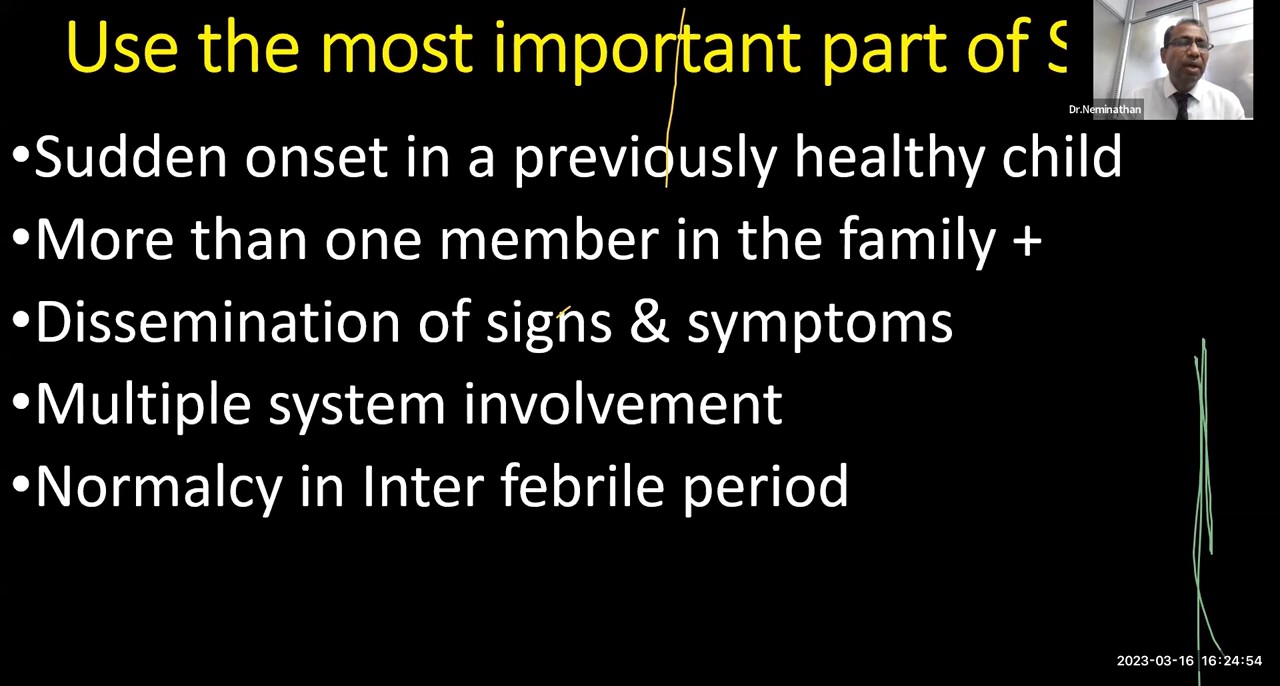 Use the most important part of
Dr.Neminathan
•Sudden onset in a previously healthy child
•More than one member in the family +
•Dissemination of signs & symptoms
•Multiple system involvement
•Normalcy in Inter febrile period
2023-03-16 16:24:54